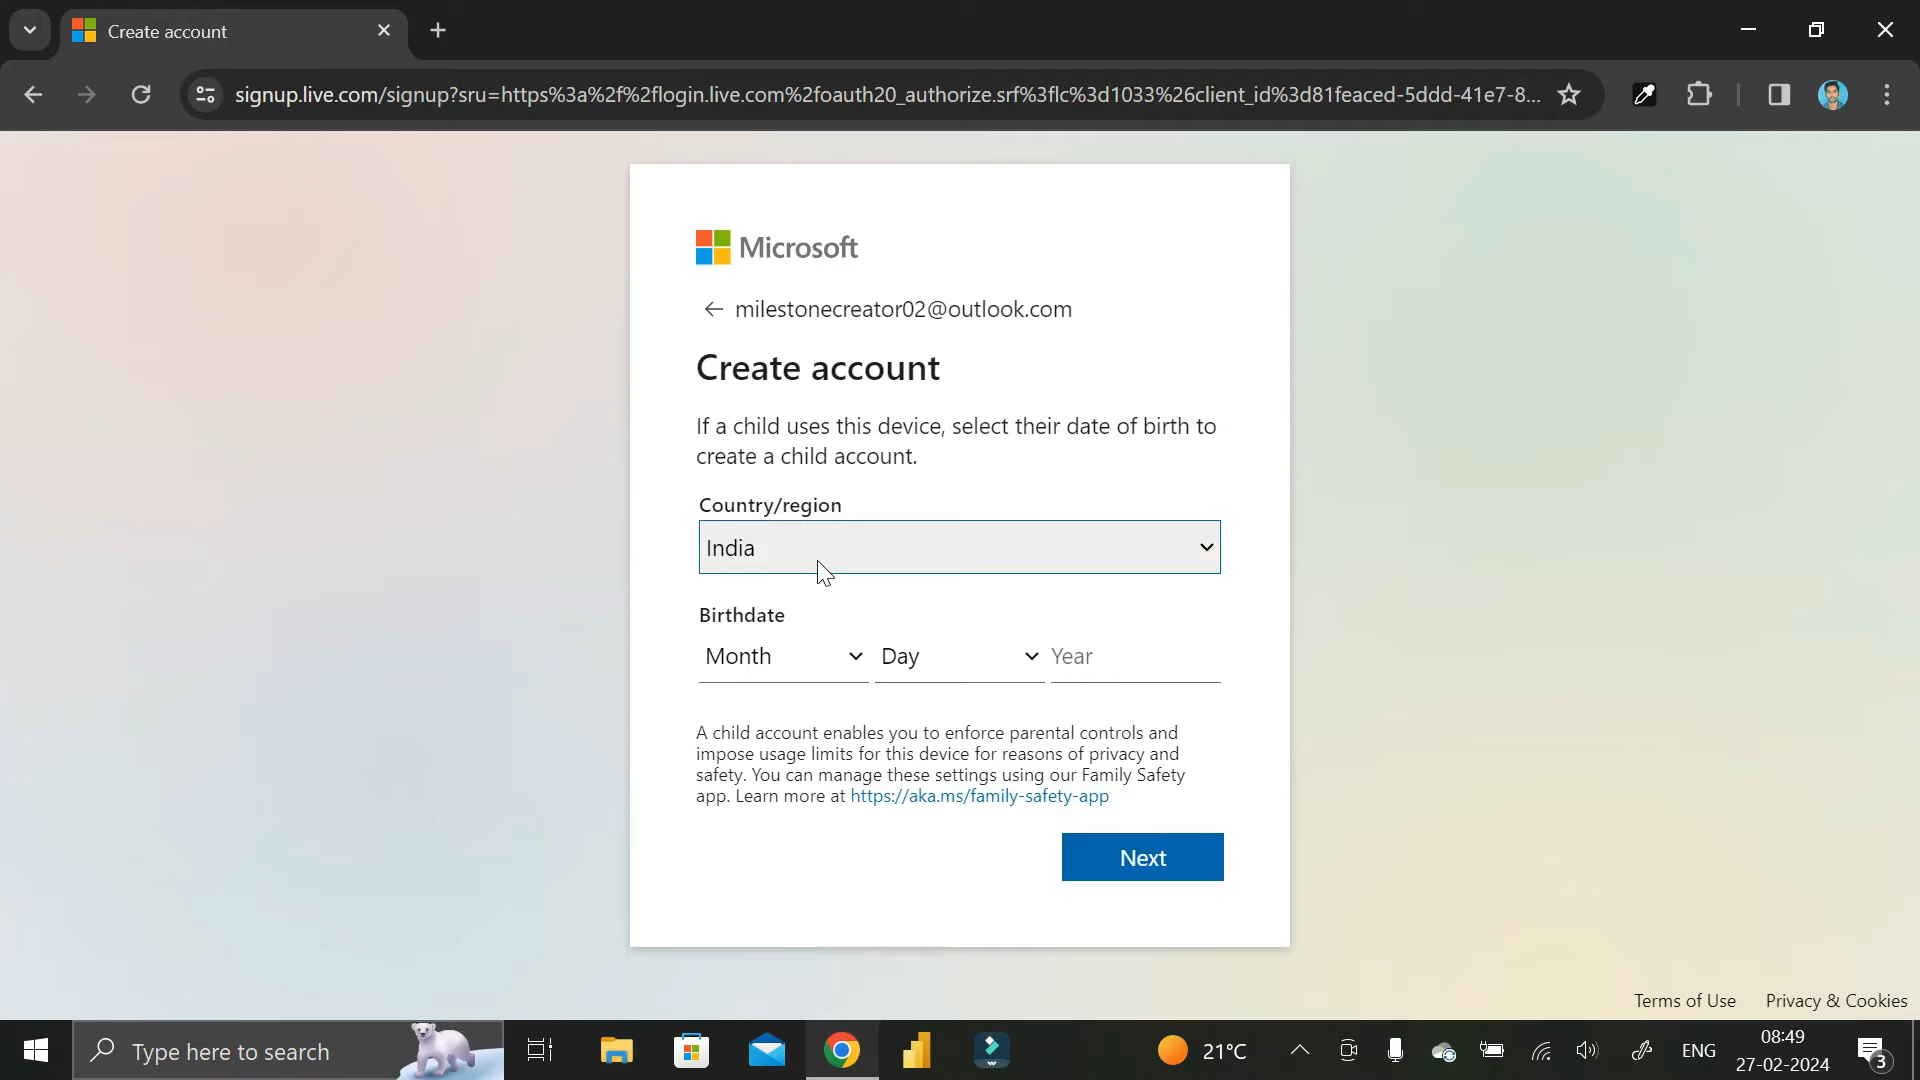 Create account
signup.live.com/signup?sru=https%3a%2f%2flogin.live.com%2foauth20_authorize.srf%3flc%3d1033%26client_id%3d81feaced-5ddd-41e7-8...
Microsoft
milestonecreator02@outlook.com
Create account
If a child uses this device, select their date of birth to
create a child account.
Country/region
India
Birthdate
Month Day Year
A child account enables you to enforce parental controls and
impose usage limits for this device for reasons of privacy and
safety. You can manage these settings using our Family Safety
app. Learn more at https://aka.ms/family-safety-app
Next
Terms of Use Privacy & Cookies
Type here to search
21°C
ENG
08:49
27-02-2024
3